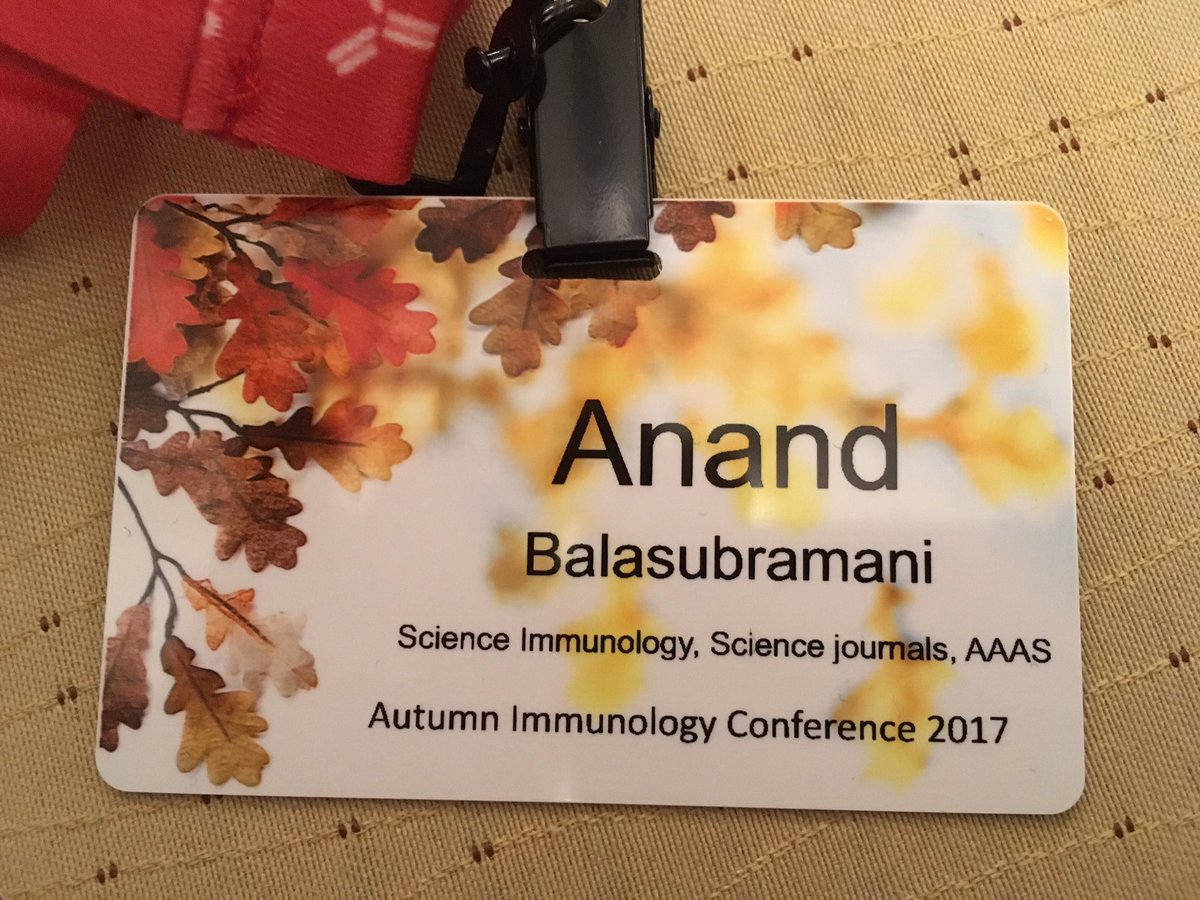 Anand
Balasubramani
Science Immunology, Science journals, AAAS
Autumn Immunology Conference 2017